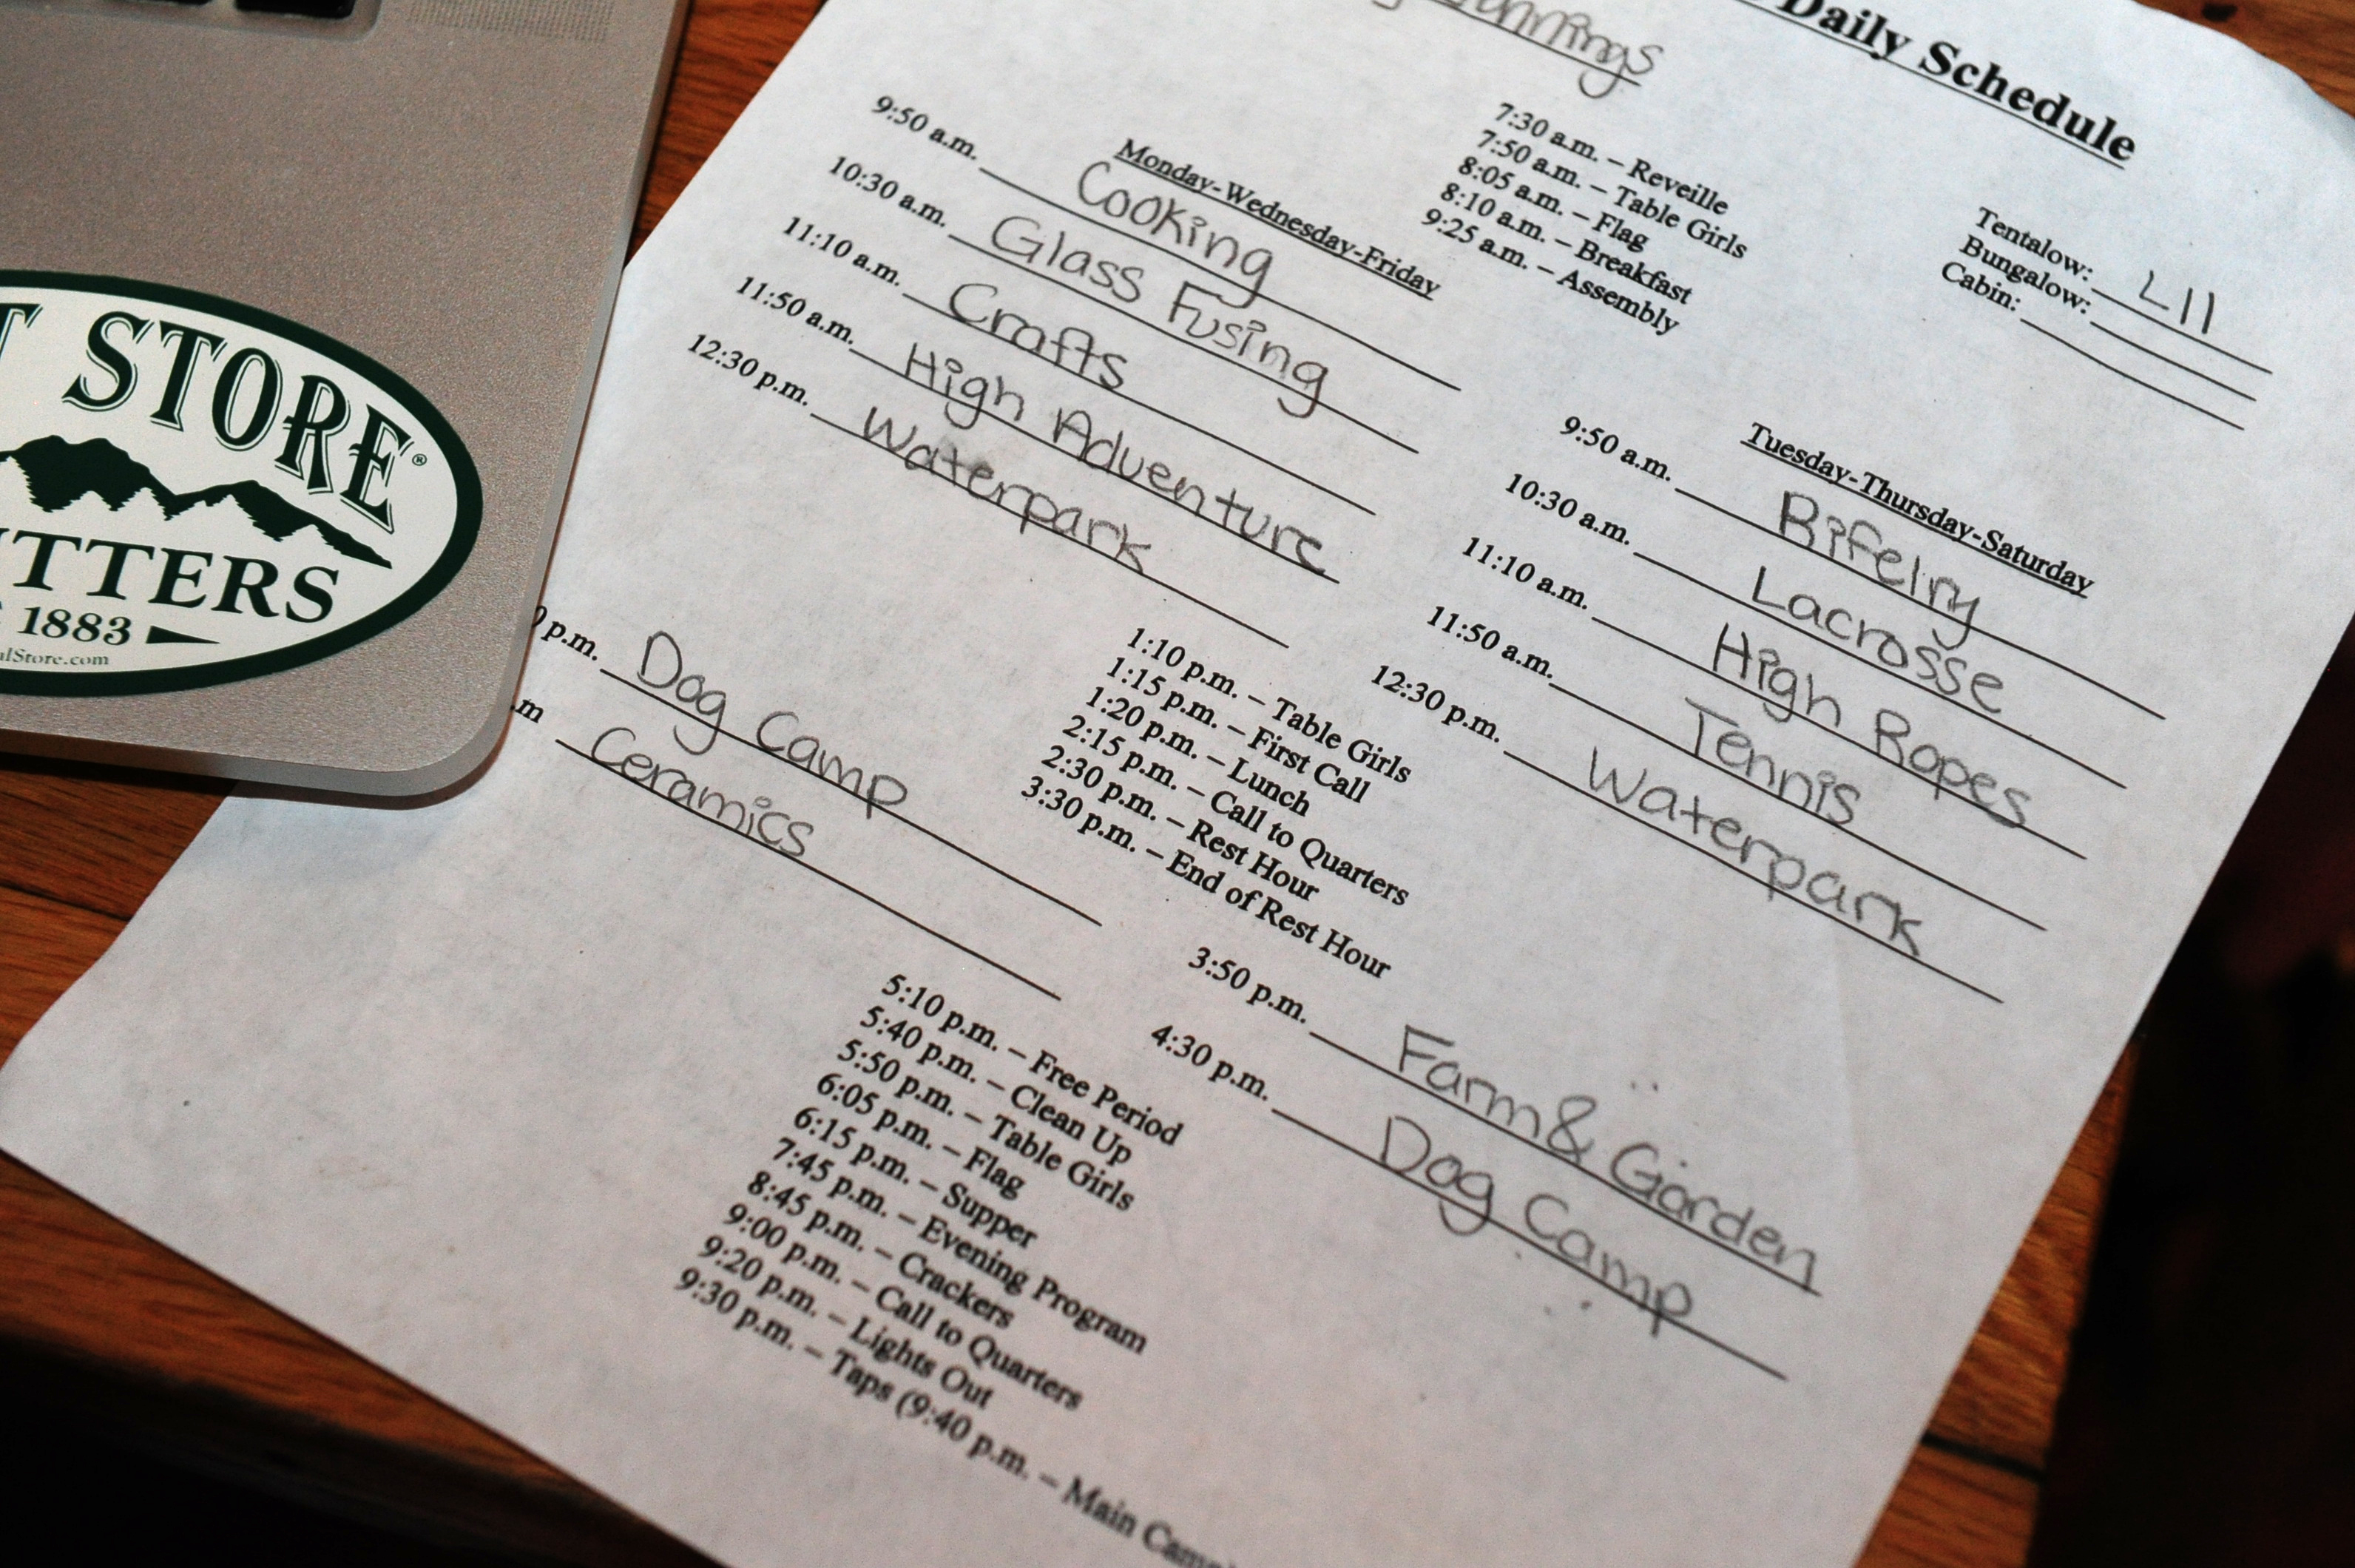 Daily Schedule
Tentalow: L11
Bungalow:
Cabin:
7:30 a.m. – Reveille
7:50 a.m. – Table Girls
8:05 a.m. – Flag
8:10 a.m. – Breakfast
9:25 a.m. – Assembly
Monday-Wednesday-Friday
9:50 a.m. Cooking
10:30 a.m. Glass Fusing
11:10 a.m. Crafts
11:50 a.m. High Adventure
12:30 p.m. Waterpark
Tuesday-Thursday-Saturday
9:50 a.m. Rifelry
10:30 a.m. Lacrosse
11:10 a.m. High Ropes
11:50 a.m. Tennis
12:30 p.m. Waterpark
1:10 p.m. – Table Girls
1:15 p.m. – First Call
1:20 p.m. – Lunch
2:15 p.m. – Call to Quarters
2:30 p.m. – Rest Hour
3:30 p.m. – End of Rest Hour
p.m. Dog Camp
.m Ceramics
3:50 p.m. Farm & Garden
4:30 p.m. Dog Camp
5:10 p.m. – Free Period
5:40 p.m. – Clean Up
5:50 p.m. – Table Girls
6:05 p.m. – Flag
6:15 p.m. – Supper
7:45 p.m. – Evening Program
8:45 p.m. – Crackers
9:00 p.m. – Call to Quarters
9:20 p.m. – Lights Out
9:30 p.m. – Taps (9:40 p.m. – Main Camp
T STORE®
TTERS
1883
alStore.com